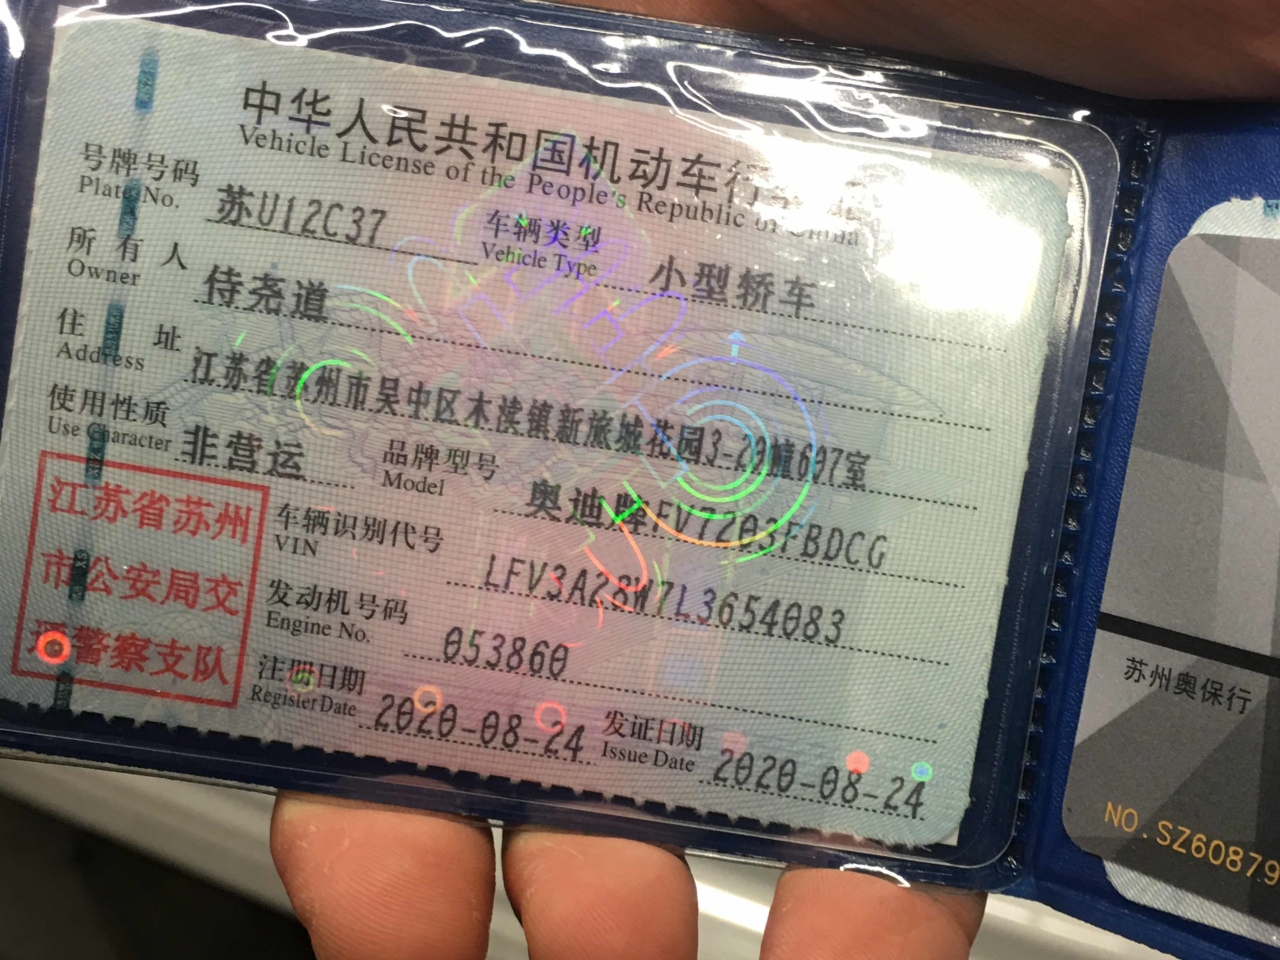 中华人民共和国机动车行
Vehicle License of the People's Republic of China
号牌号码
Plate No.
苏U12C37
车辆类型
Vehicle Type
小型轿车
所有人
Owner
侍尧道
住址
Address
江苏省苏州市吴中区木渎镇新旅城花园3-20幢607室
使用性质
Use Character
非营运
品牌型号
Model
奥迪牌FV7203FBDCG
江苏省苏州
市公安局交
通警察支队
车辆识别代号
VIN
LFV3A28W7L3654083
发动机号码
Engine No.
053860
注册日期
Register Date
2020-08-24
发证日期
Issue Date
2020-08-24
苏州奥保行
NO.SZ60879